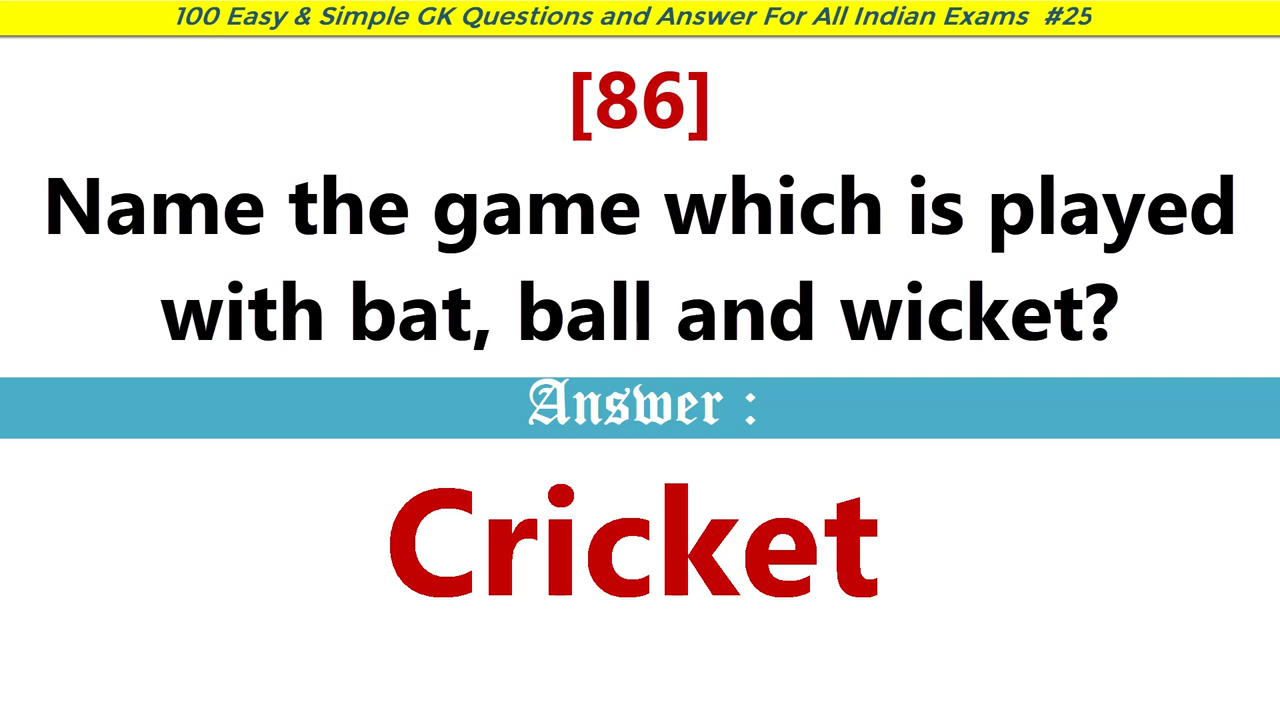 100 Easy & Simple GK Questions and Answer For All Indian Exams #25
[86]
Name the game which is played
with bat, ball and wicket?
Answer :
Cricket